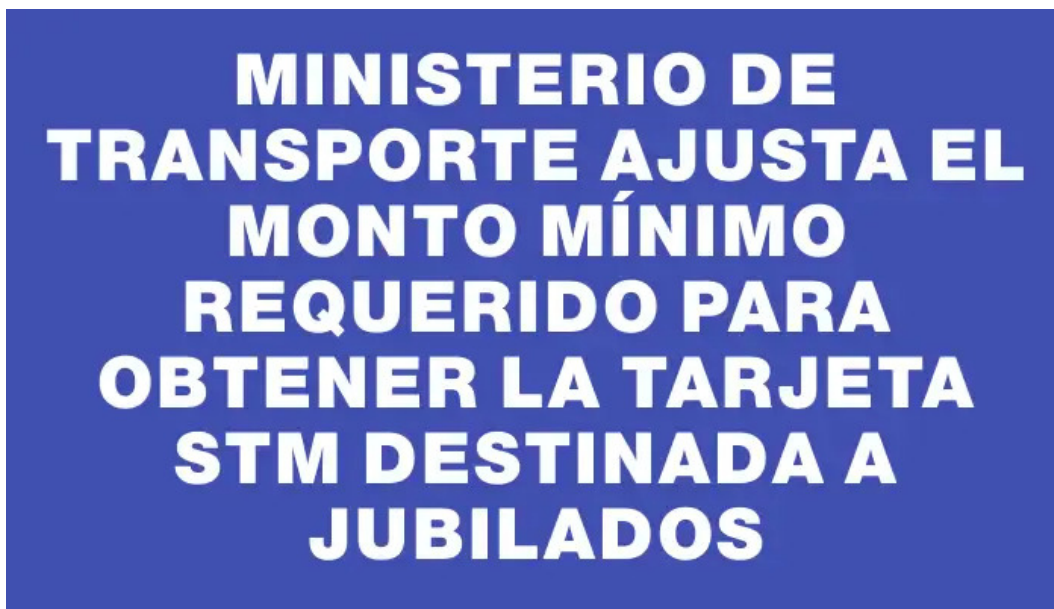 MINISTERIO DE
TRANSPORTE AJUSTA EL
MONTO MÍNIMO
REQUERIDO PARA
OBTENER LA TARJETA
STM DESTINADA A
JUBILADOS